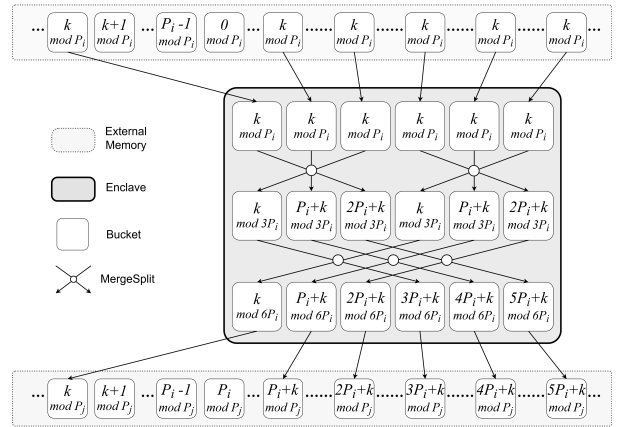 ... k k+1 ... P_i -1 0 ... k ...... k ...... k ...... k ...... k ...
mod P_i mod P_i mod P_i mod P_i mod P_i mod P_i mod P_i mod P_i mod P_i
k k k k k k
mod P_i mod P_i mod P_i mod P_i mod P_i mod P_i
External
Memory
Enclave
k P_i+k 2P_i+k k P_i+k 2P_i+k
mod 3P_i mod 3P_i mod 3P_i mod 3P_i mod 3P_i mod 3P_i
Bucket
MergeSplit
k P_i+k 2P_i+k 3P_i+k 4P_i+k 5P_i+k
mod 6P_i mod 6P_i mod 6P_i mod 6P_i mod 6P_i mod 6P_i
... k k+1 ... P_i -1 P_i ... P_i+k ...... 2P_i+k ...... 3P_i+k ...... 4P_i+k ...... 5P_i+k ...
mod P_j mod P_j mod P_j mod P_j mod P_j mod P_j mod P_j mod P_j mod P_j